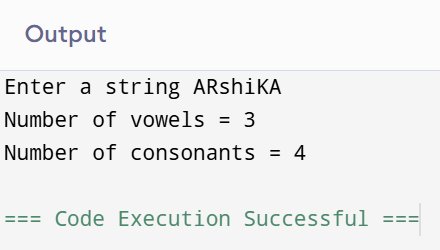 Output
Enter a string ARshiKA
Number of vowels = 3
Number of consonants = 4
=== Code Execution Successful ===